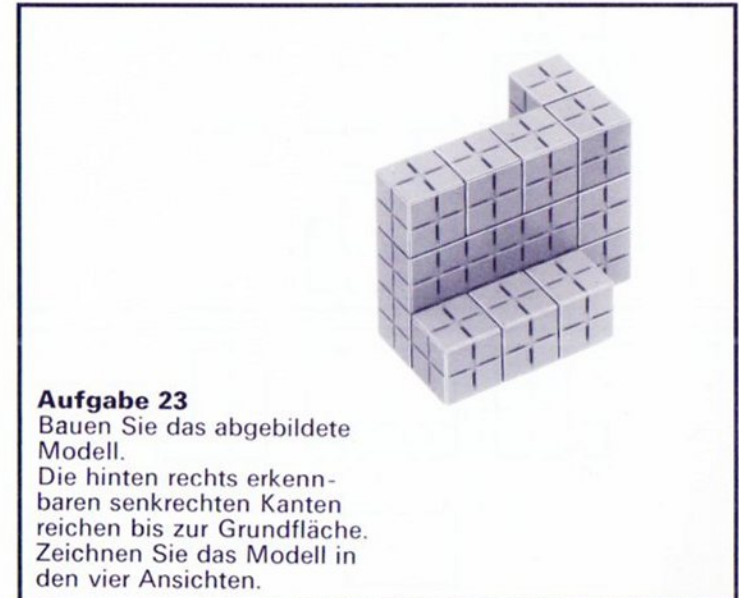 Aufgabe 23
Bauen Sie das abgebildete
Modell.
Die hinten rechts erkenn-
baren senkrechten Kanten
reichen bis zur Grundfläche.
Zeichnen Sie das Modell in
den vier Ansichten.